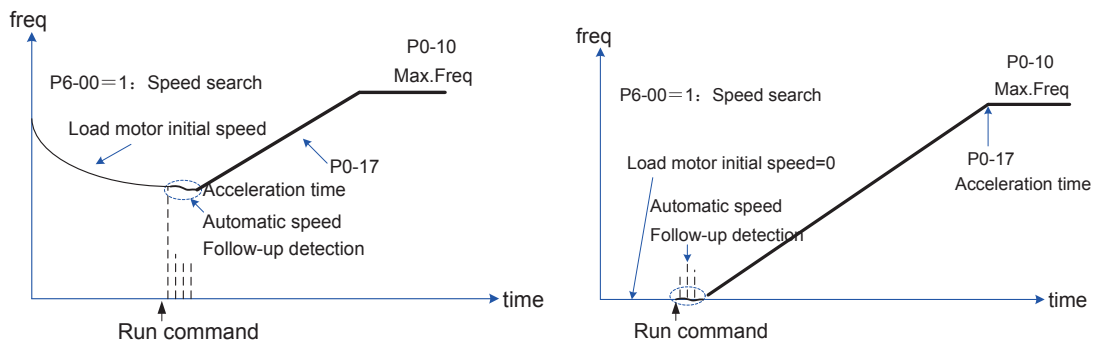 freq
P0-10
Max.Freq
P6-00＝1：Speed search
Load motor initial speed
P0-17
Acceleration time
Automatic speed
Follow-up detection
time
Run command
freq
P0-10
Max.Freq
P6-00＝1：Speed search
P0-17
Acceleration time
Load motor initial speed=0
Automatic speed
Follow-up detection
time
Run command